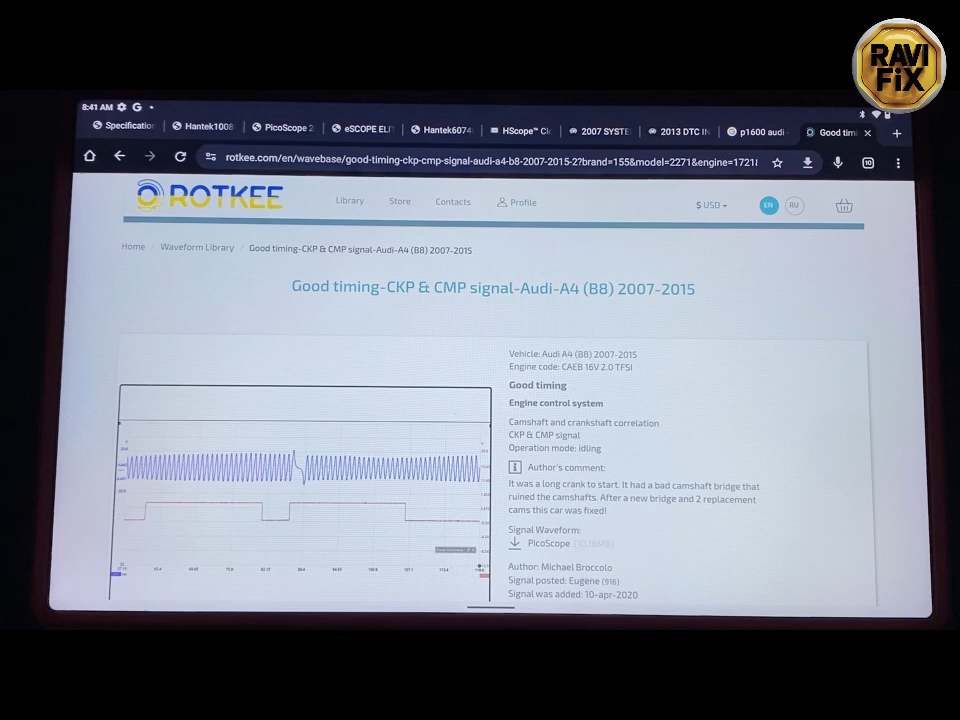 RAVI
FiX
8:41 AM G
Specification Hantek1008 PicoScope 2 eSCOPE ELI Hantek6074 HScope™ 2007 SYSTE 2013 DTC IN p1600 audi Good tim
rotkee.com/en/wavebase/good-timing-ckp-cmp-signal-audi-a4-b8-2007-2015-2?brand=155&model=2271&engine=1721 10
ROTKEE Library Store Contacts Profile $ USD EN RU
Home / Waveform Library / Good timing-CKP & CMP signal-Audi-A4 (B8) 2007-2015
Good timing-CKP & CMP signal-Audi-A4 (B8) 2007-2015
Vehicle: Audi A4 (B8) 2007-2015
Engine code: CAEB 16V 2.0 TFSI
Good timing
Engine control system
Camshaft and crankshaft correlation
CKP & CMP signal
Operation mode: idling
Author's comment:
It was a long crank to start. It had a bad camshaft bridge that
ruined the camshafts. After a new bridge and 2 replacement
cams this car was fixed!
Signal Waveform:
PicoScope [10.16MB]
Author: Michael Broccolo
Signal posted: Eugene (916)
Signal was added: 10-apr-2020